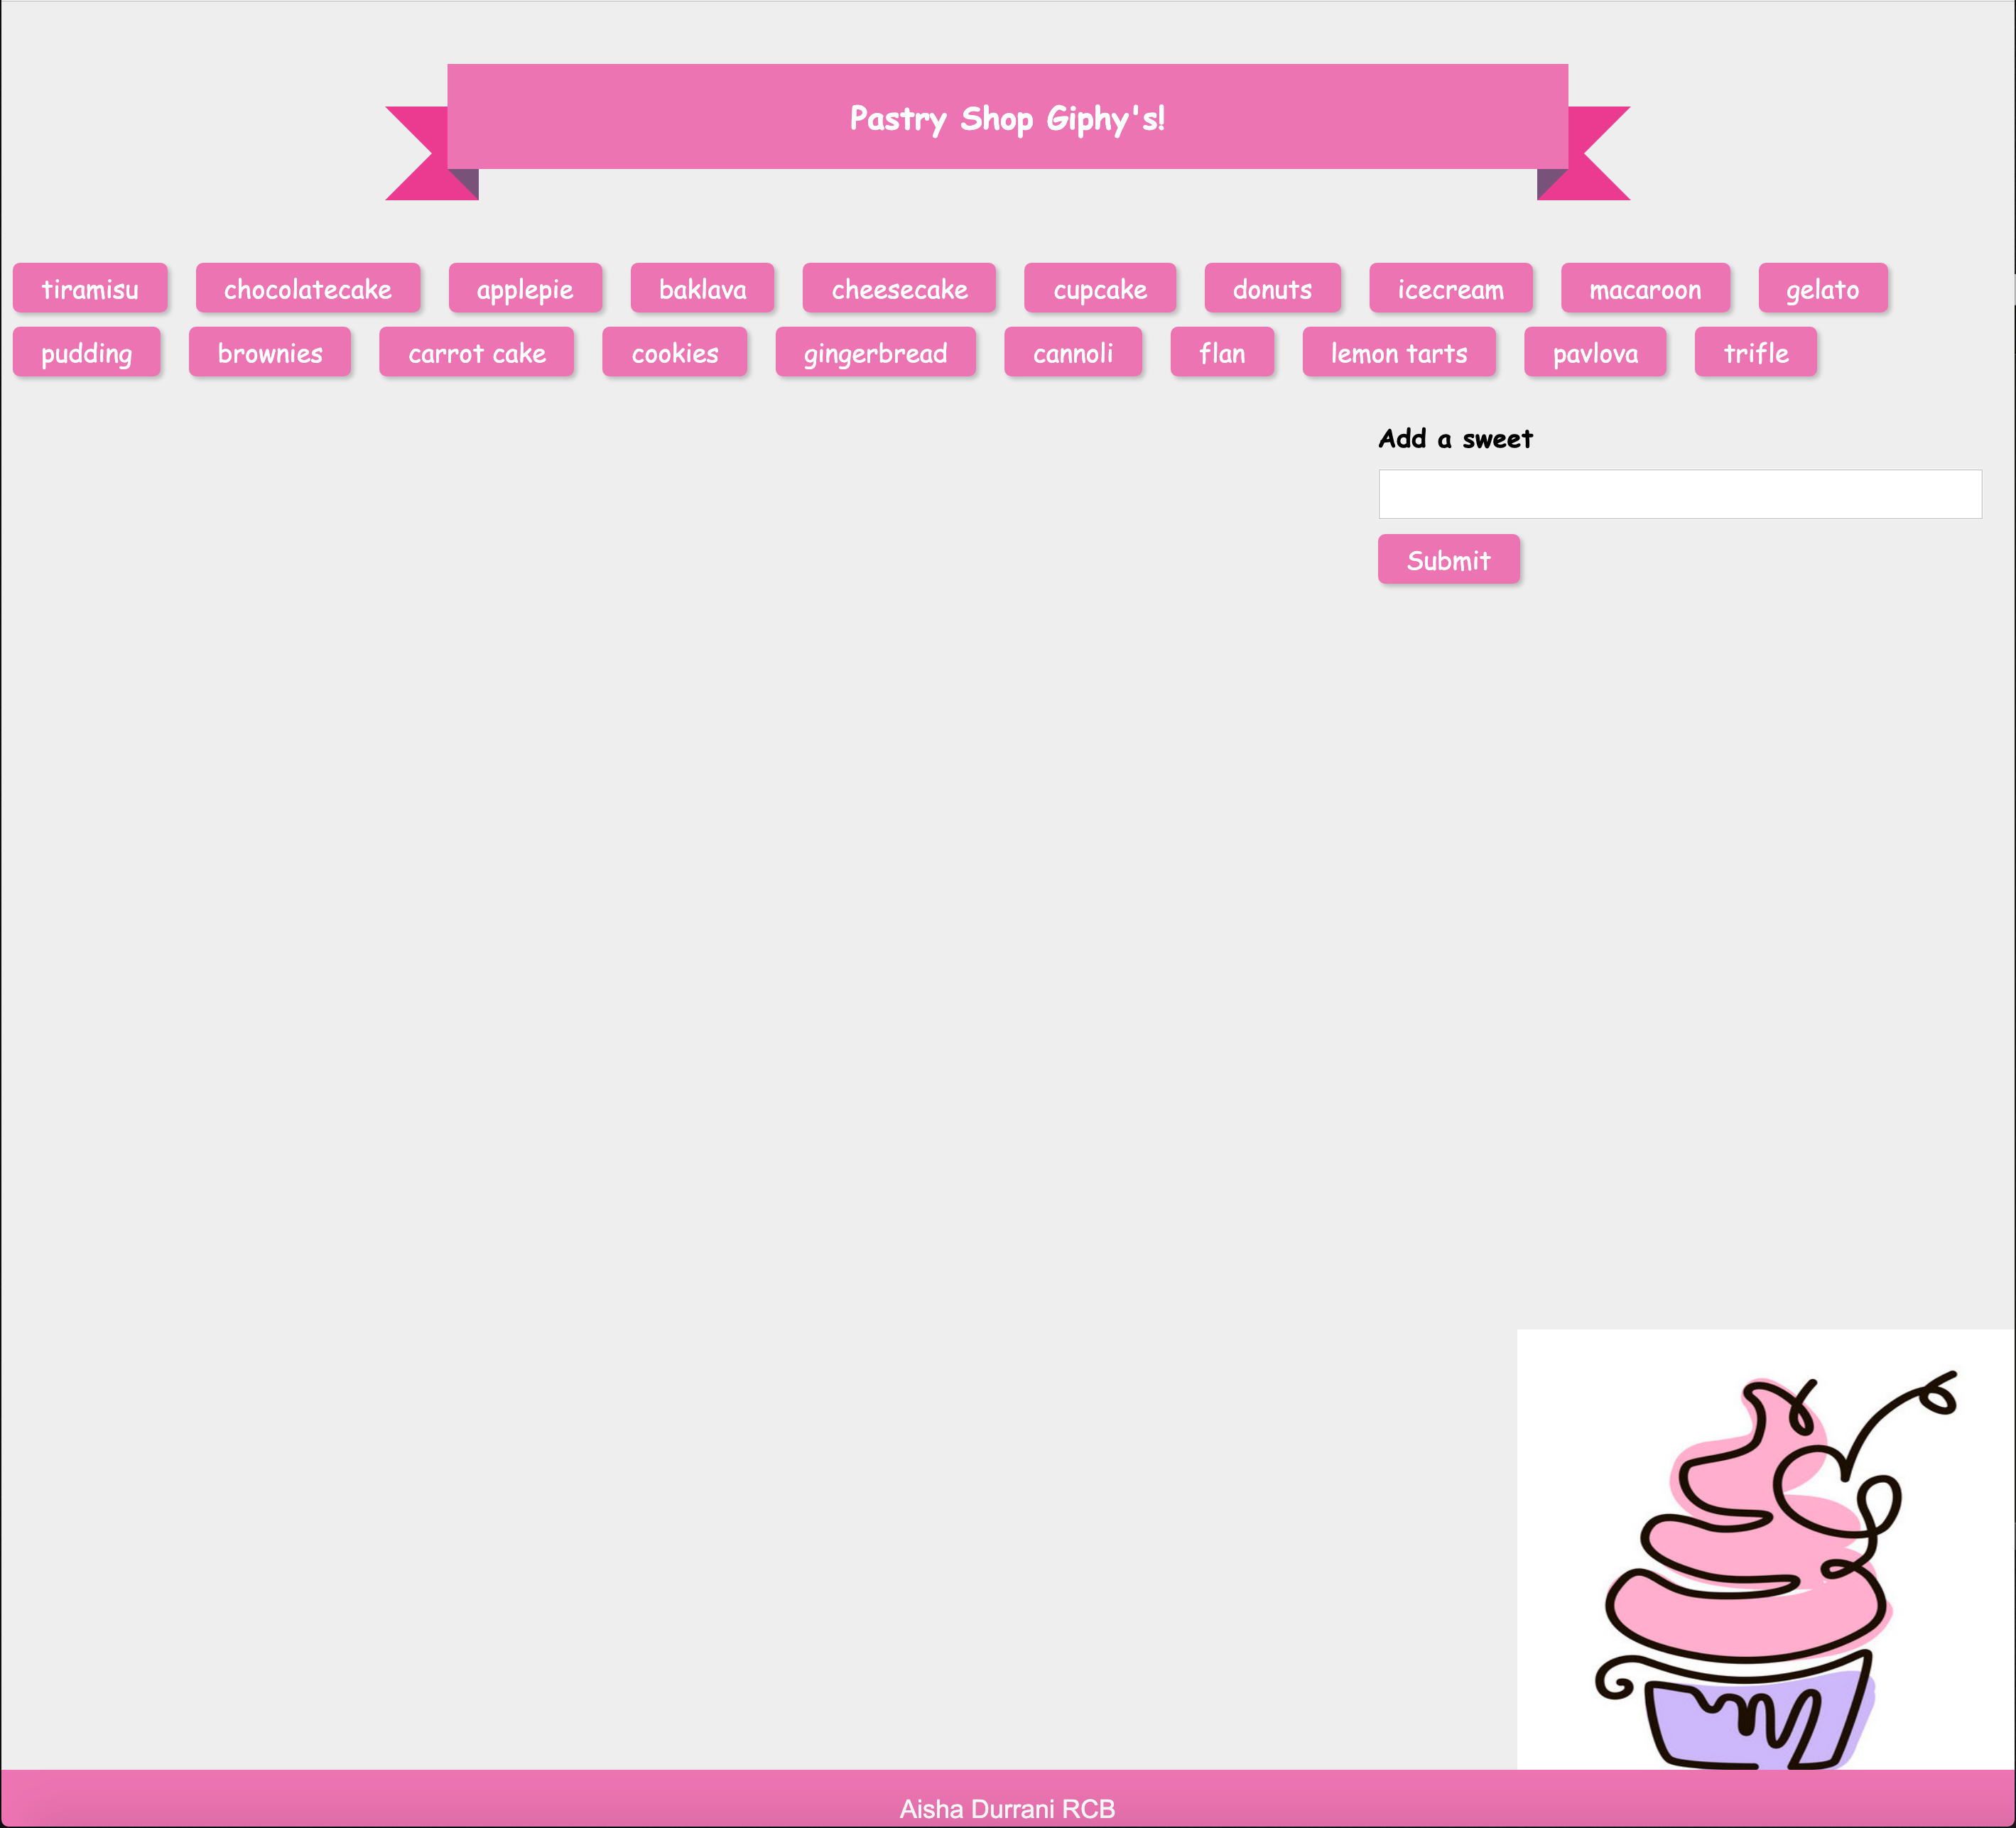 Pastry Shop Giphy's!
tiramisu chocolatecake applepie baklava cheesecake cupcake donuts icecream macaroon gelato
pudding brownies carrot cake cookies gingerbread cannoli flan lemon tarts pavlova trifle
Add a sweet
Submit
Aisha Durrani RCB